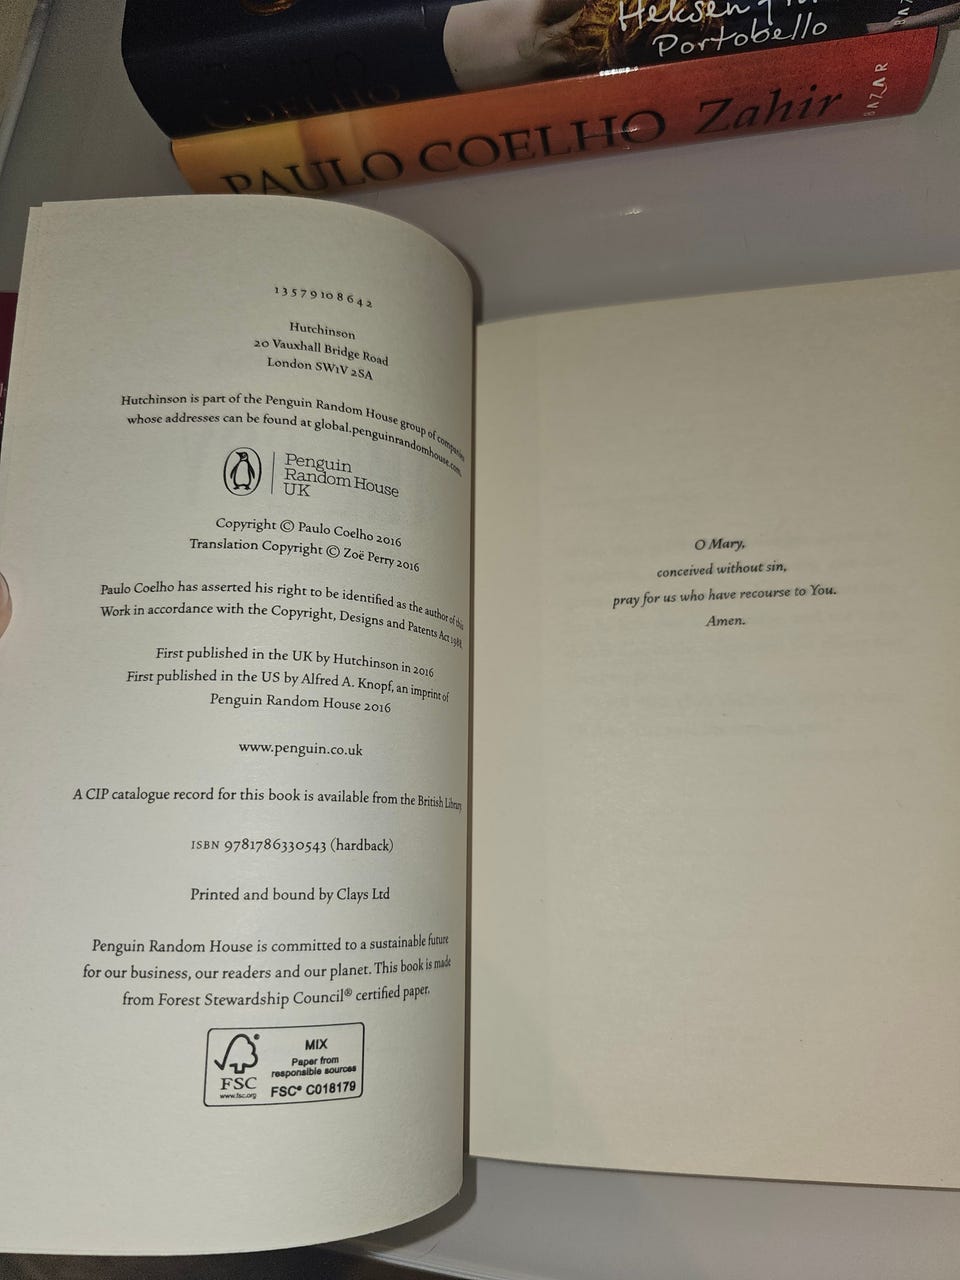 Heksen
Portobello
BAZ
COELHO
PAULO COELHO Zahir BAZAR
1 3 5 7 9 10 8 6 4 2
Hutchinson
20 Vauxhall Bridge Road
London SW1V 2SA
Hutchinson is part of the Penguin Random House group of companies
whose addresses can be found at global.penguinrandomhouse.com.
Penguin
Random House
UK
Copyright © Paulo Coelho 2016
Translation Copyright © Zoë Perry 2016
Paulo Coelho has asserted his right to be identified as the author of this
Work in accordance with the Copyright, Designs and Patents Act 1988.
First published in the UK by Hutchinson in 2016
First published in the US by Alfred A. Knopf, an imprint of
Penguin Random House 2016
www.penguin.co.uk
A CIP catalogue record for this book is available from the British Library
ISBN 9781786330543 (hardback)
Printed and bound by Clays Ltd
Penguin Random House is committed to a sustainable future
for our business, our readers and our planet. This book is made
from Forest Stewardship Council® certified paper.
FSC
www.fsc.org
MIX
Paper from
responsible sources
FSC® C018179
O Mary,
conceived without sin,
pray for us who have recourse to You.
Amen.